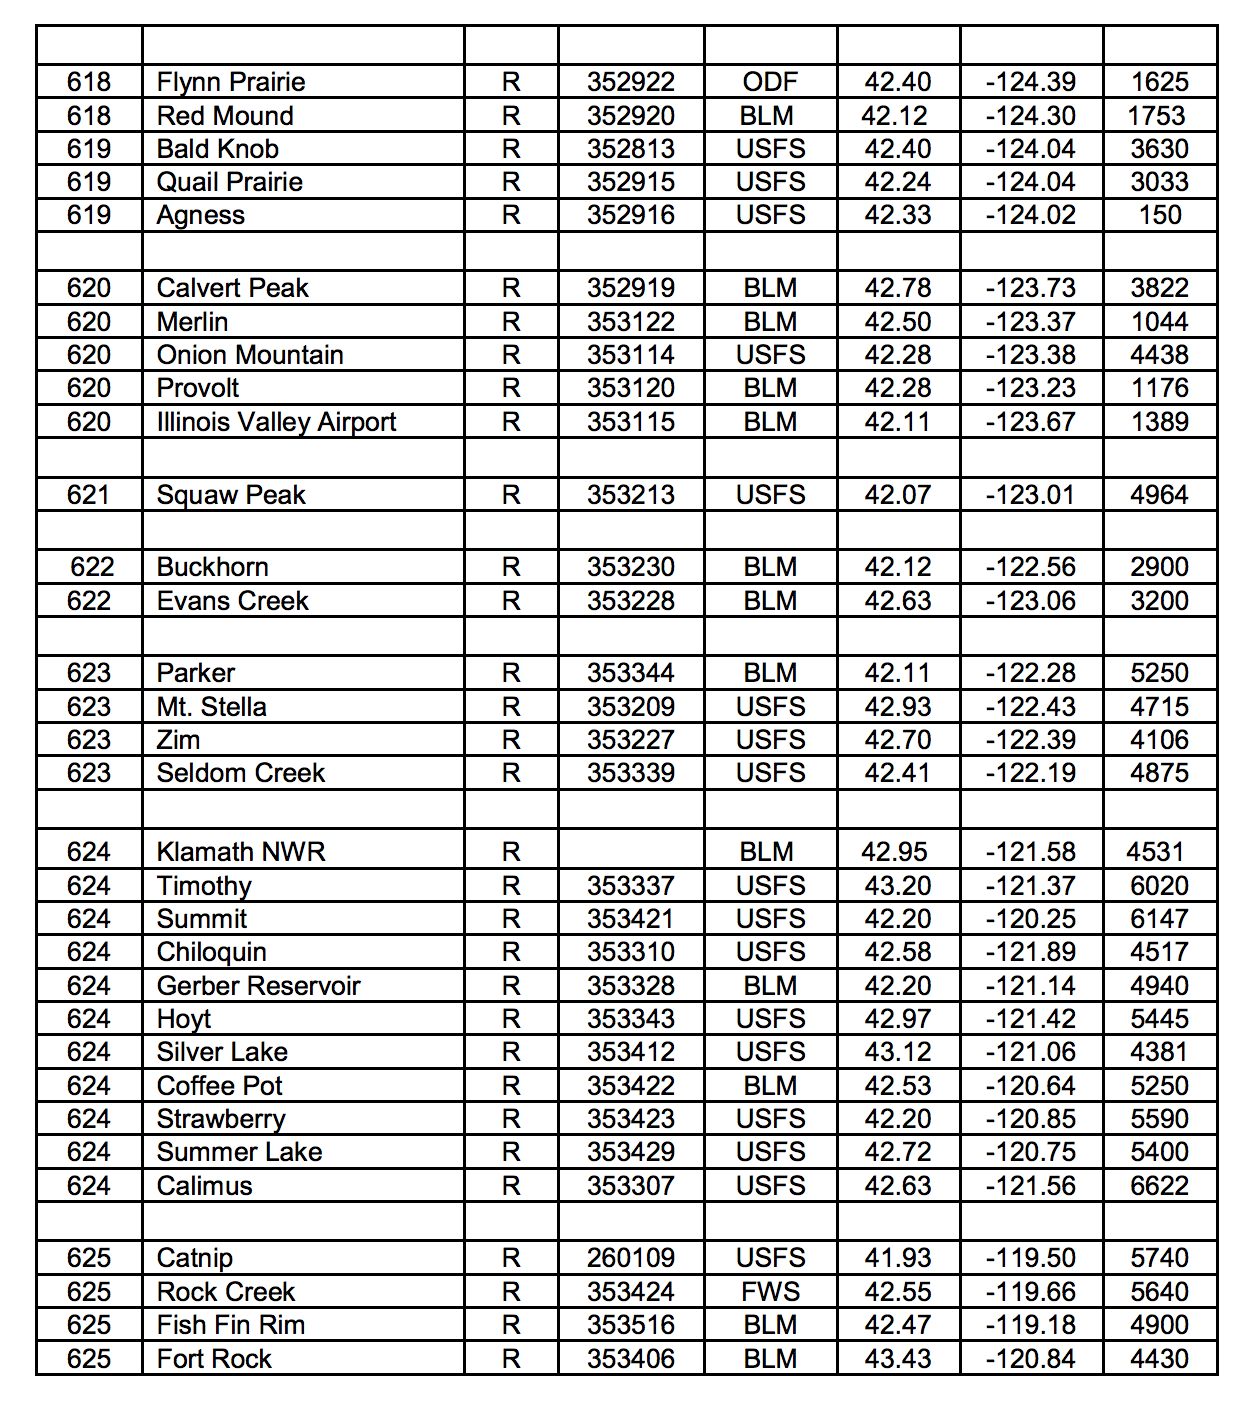 618 Flynn Prairie R 352922 ODF 42.40 -124.39 1625
618 Red Mound R 352920 BLM 42.12 -124.30 1753
619 Bald Knob R 352813 USFS 42.40 -124.04 3630
619 Quail Prairie R 352915 USFS 42.24 -124.04 3033
619 Agness R 352916 USFS 42.33 -124.02 150
620 Calvert Peak R 352919 BLM 42.78 -123.73 3822
620 Merlin R 353122 BLM 42.50 -123.37 1044
620 Onion Mountain R 353114 USFS 42.28 -123.38 4438
620 Provolt R 353120 BLM 42.28 -123.23 1176
620 Illinois Valley Airport R 353115 BLM 42.11 -123.67 1389
621 Squaw Peak R 353213 USFS 42.07 -123.01 4964
622 Buckhorn R 353230 BLM 42.12 -122.56 2900
622 Evans Creek R 353228 BLM 42.63 -123.06 3200
623 Parker R 353344 BLM 42.11 -122.28 5250
623 Mt. Stella R 353209 USFS 42.93 -122.43 4715
623 Zim R 353227 USFS 42.70 -122.39 4106
623 Seldom Creek R 353339 USFS 42.41 -122.19 4875
624 Klamath NWR R BLM 42.95 -121.58 4531
624 Timothy R 353337 USFS 43.20 -121.37 6020
624 Summit R 353421 USFS 42.20 -120.25 6147
624 Chiloquin R 353310 USFS 42.58 -121.89 4517
624 Gerber Reservoir R 353328 BLM 42.20 -121.14 4940
624 Hoyt R 353343 USFS 42.97 -121.42 5445
624 Silver Lake R 353412 USFS 43.12 -121.06 4381
624 Coffee Pot R 353422 BLM 42.53 -120.64 5250
624 Strawberry R 353423 USFS 42.20 -120.85 5590
624 Summer Lake R 353429 USFS 42.72 -120.75 5400
624 Calimus R 353307 USFS 42.63 -121.56 6622
625 Catnip R 260109 USFS 41.93 -119.50 5740
625 Rock Creek R 353424 FWS 42.55 -119.66 5640
625 Fish Fin Rim R 353516 BLM 42.47 -119.18 4900
625 Fort Rock R 353406 BLM 43.43 -120.84 4430